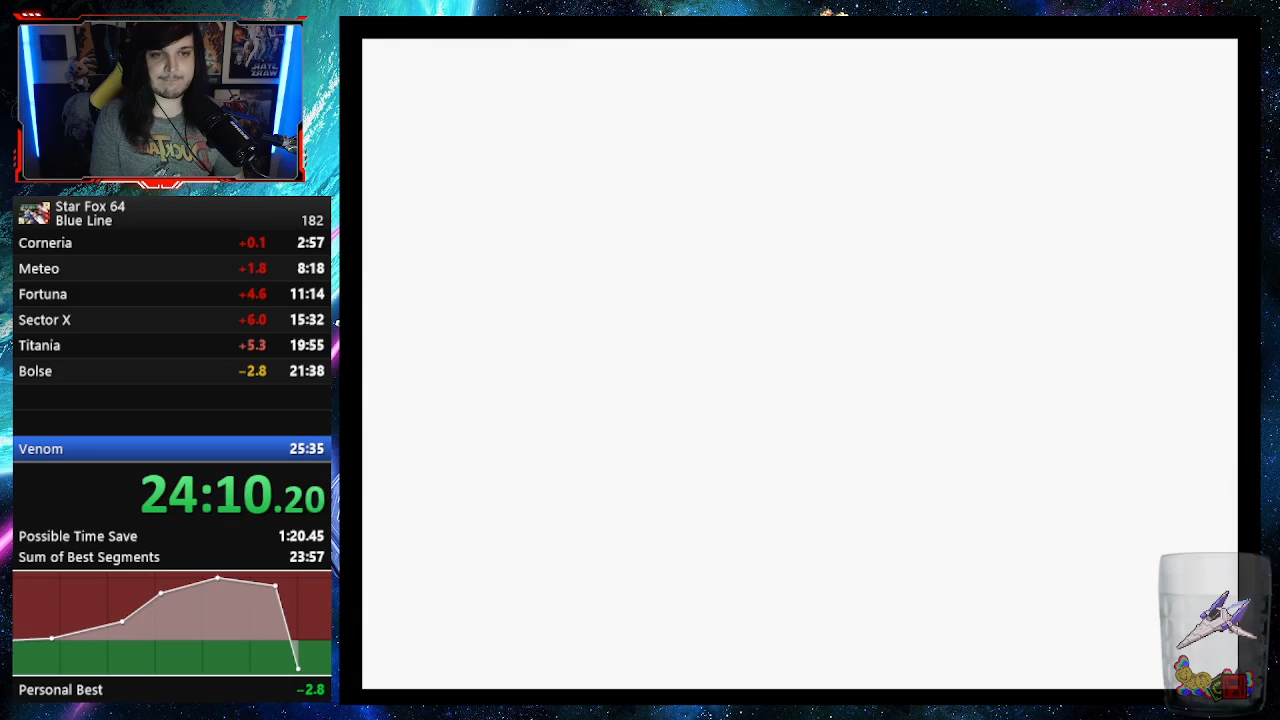 Star Fox 64
Blue Line 182
Corneria +0.1 2:57
Meteo +1.8 8:18
Fortuna +4.6 11:14
Sector X +6.0 15:32
Titania +5.3 19:55
Bolse −2.8 21:38
Venom 25:35
24:10.20
Possible Time Save 1:20.45
Sum of Best Segments 23:57
Personal Best −2.8